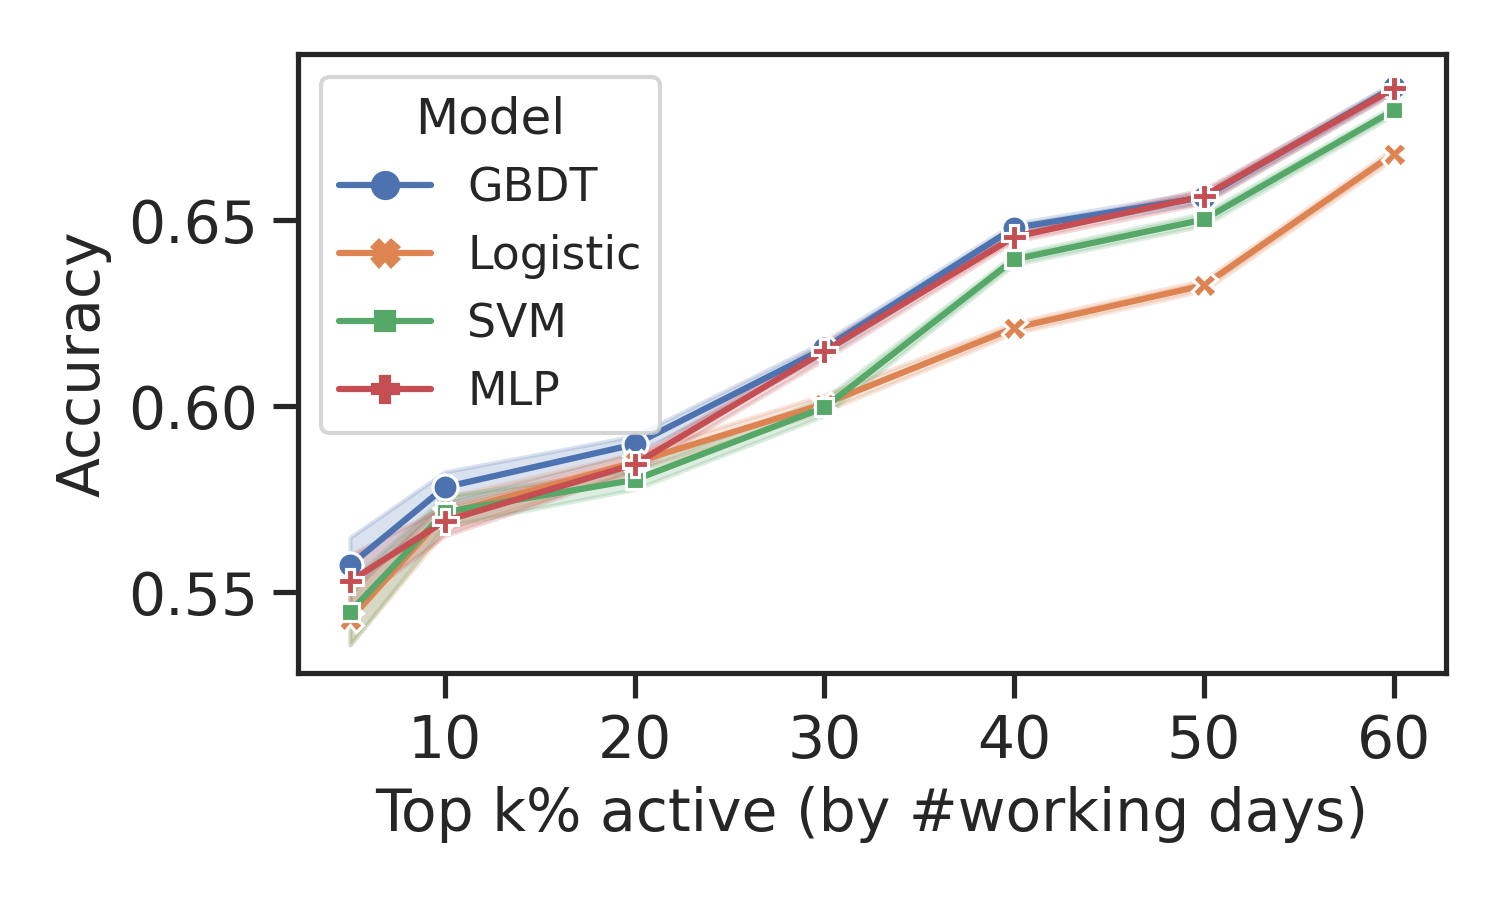 Model
GBDT
Logistic
SVM
MLP
Accuracy
0.65
0.60
0.55
10 20 30 40 50 60
Top k% active (by #working days)